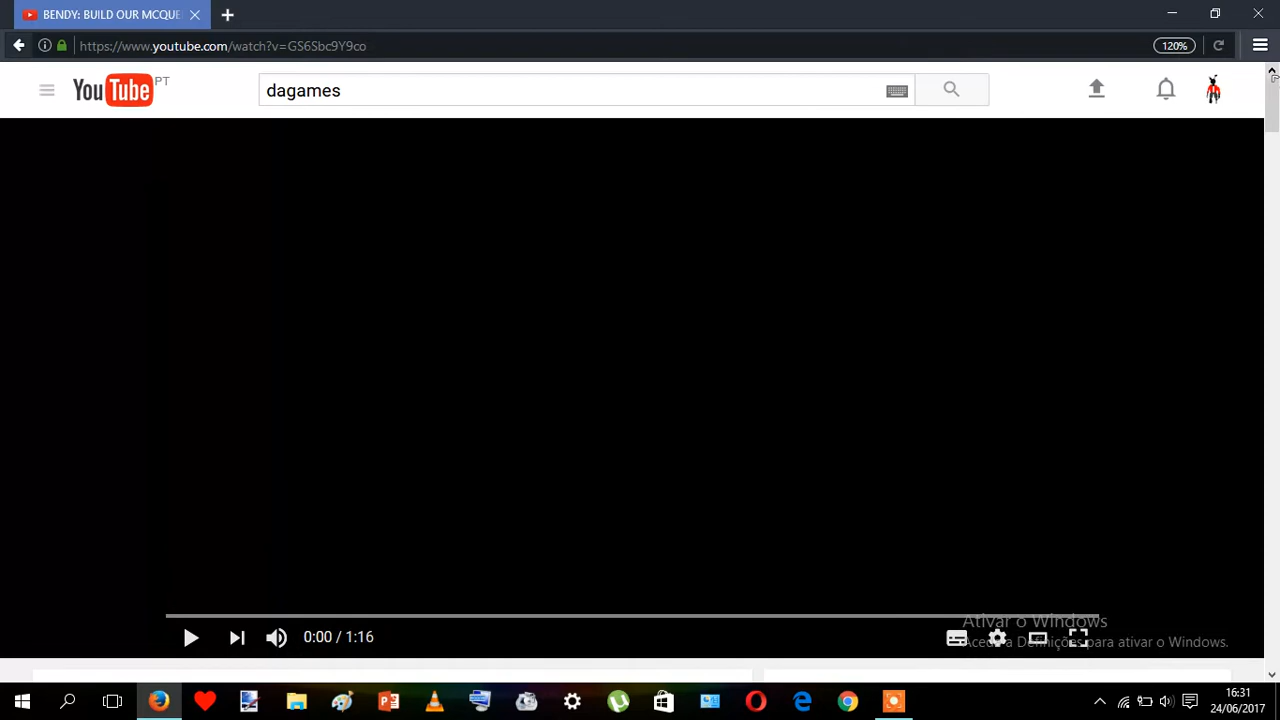 BENDY: BUILD OUR MCQUE
https://www.youtube.com/watch?v=GS6Sbc9Y9co
120%
YouTube PT
dagames
0:00 / 1:16
Ativar o Windows
Aceda a Definições para ativar o Windows.
16:31
24/06/2017